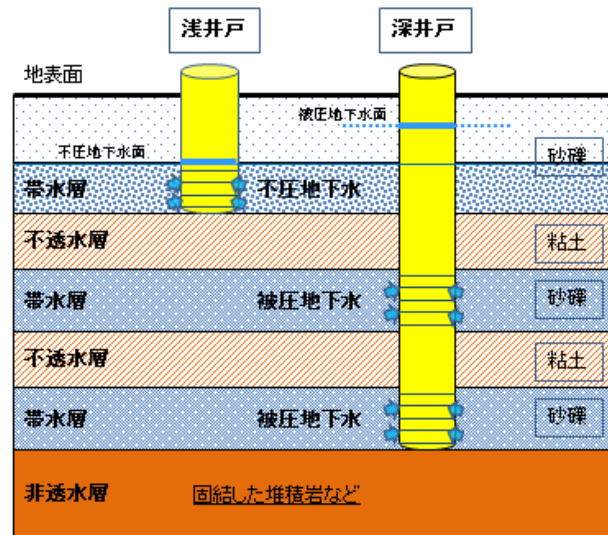 浅井戸
深井戸
地表面
被圧地下水面
不圧地下水面
砂礫
帯水層
不圧地下水
不透水層
粘土
帯水層
被圧地下水
砂礫
不透水層
粘土
帯水層
被圧地下水
砂礫
非透水層
固結した堆積岩など